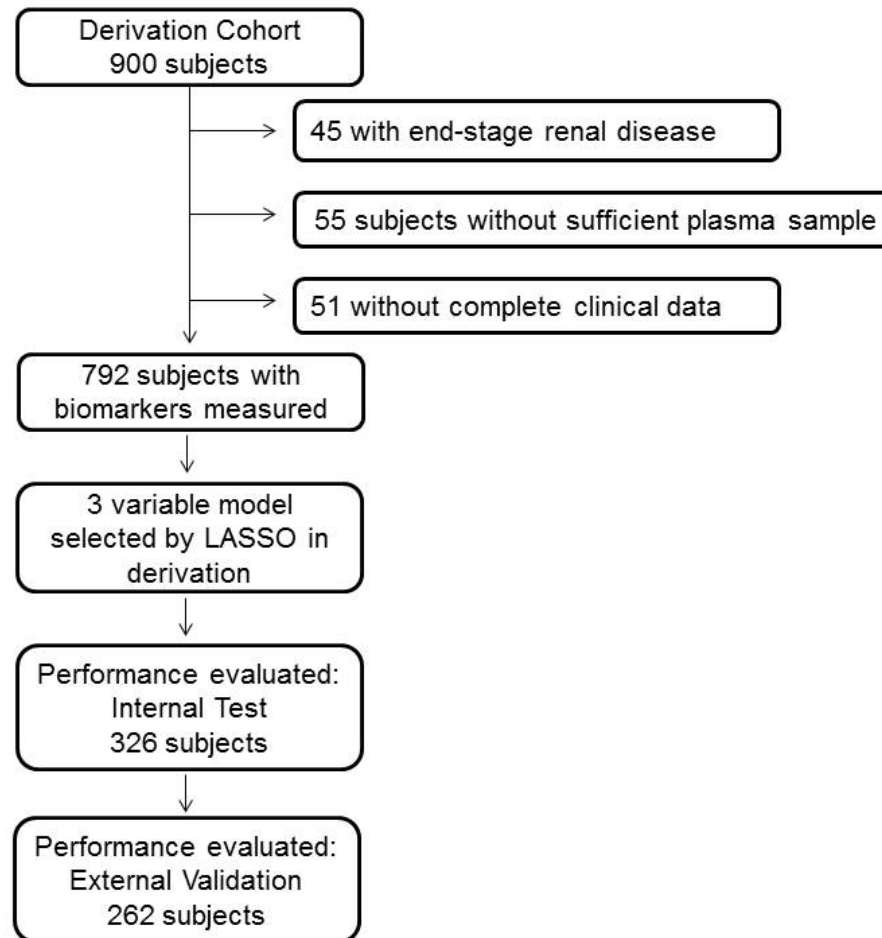 Derivation Cohort
900 subjects
45 with end-stage renal disease
55 subjects without sufficient plasma sample
51 without complete clinical data
792 subjects with
biomarkers measured
3 variable model
selected by LASSO in
derivation
Performance evaluated:
Internal Test
326 subjects
Performance evaluated:
External Validation
262 subjects